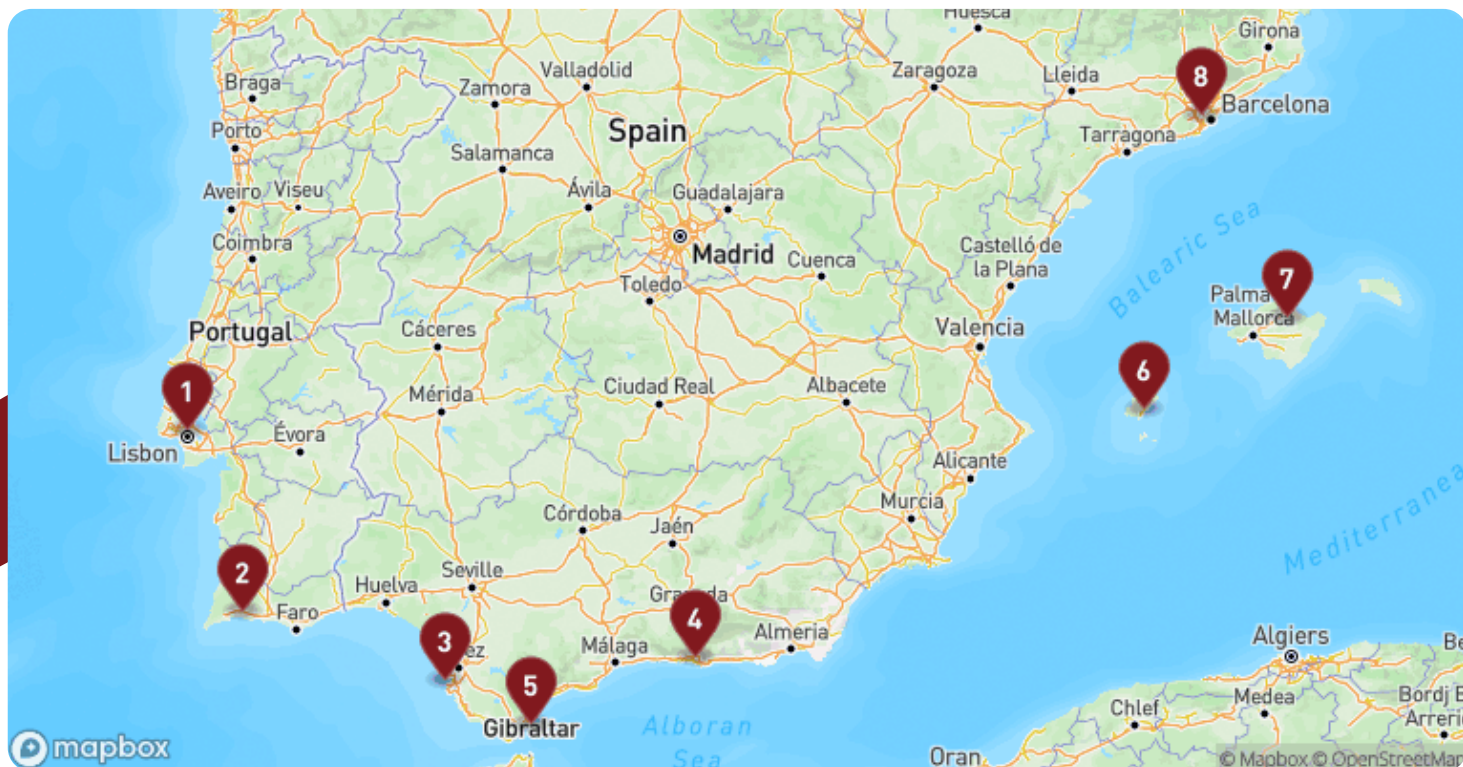 Huesca
Girona
Braga
Zamora
Valladolid
Zaragoza
Lleida
8
Barcelona
Porto
Spain
Tarragona
Salamanca
Aveiro
Viseu
Ávila
Guadalajara
Coimbra
Madrid
Cuenca
Castelló de
la Plana
Balearic Sea
Toledo
7
Palma
Mallorca
Portugal
Cáceres
Valencia
1
6
Ciudad Real
Albacete
Mérida
Lisbon
Évora
Alicante
Murcia
Córdoba
Jaén
Mediterranea
2
Huelva
Seville
Faro
3
ez
4
Málaga
Almeria
5
Gibraltar
Algiers
Be
Alboran
Sea
Chlef
Medea
Bordj B
Arreri
Oran
mapbox
© Mapbox © OpenStreetMap